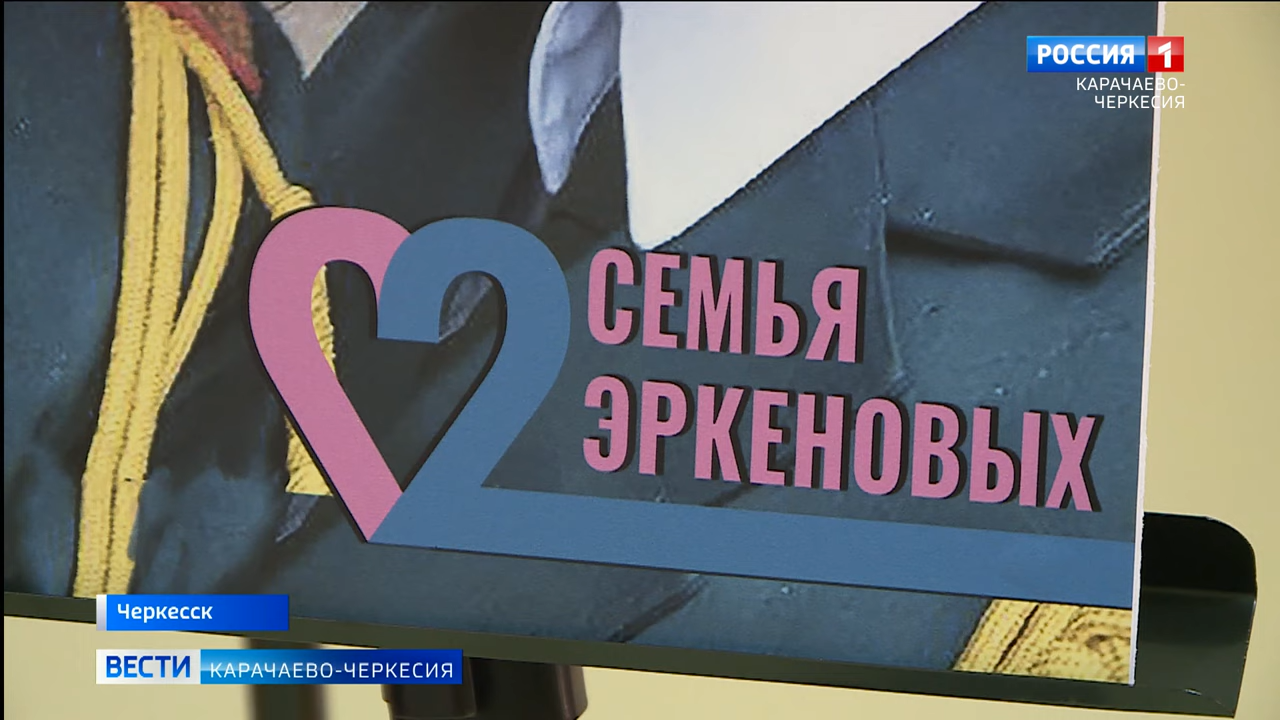 РОССИЯ 1
КАРАЧАЕВО-
ЧЕРКЕСИЯ
СЕМЬЯ
ЭРКЕНОВЫХ
Черкесск
ВЕСТИ КАРАЧАЕВО-ЧЕРКЕСИЯ